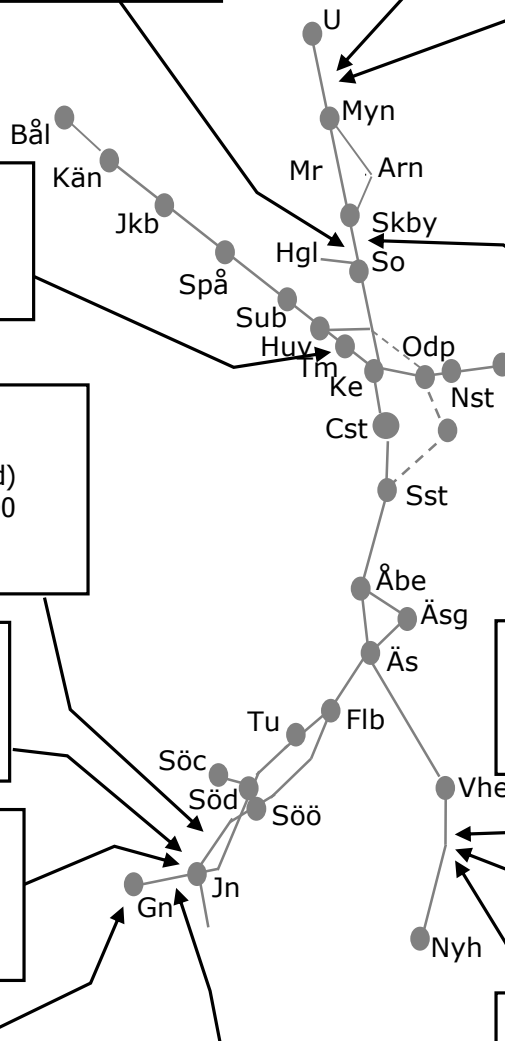 U
Myn
Bål
Mr
Arn
Kän
Jkb
Skby
Hgl
So
Spå
Sub
Huv
Odp
Tm
Ke
Nst
Cst
d)
0
Sst
Åbe
Äsg
Äs
Tu
Flb
Söc
Vhe
Söd
Söö
Jn
Gn
Nyh